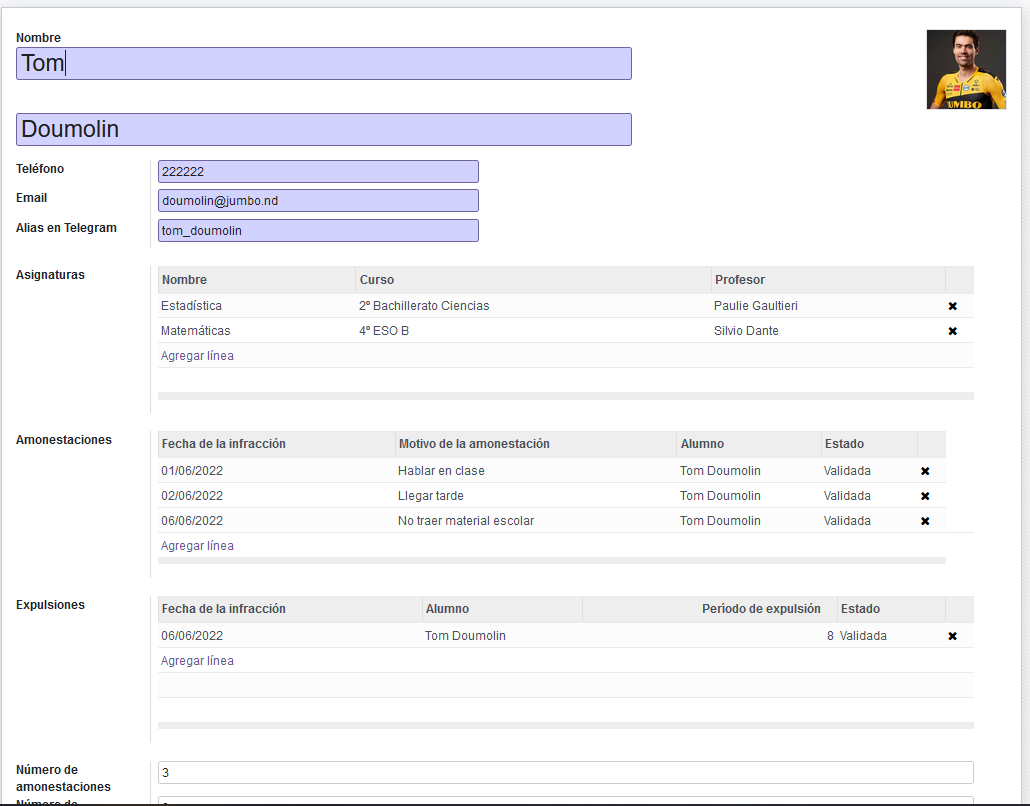 Nombre
Tom
Doumolin
Teléfono 222222
Email doumolin@jumbo.nd
Alias en Telegram tom_doumolin
Asignaturas Nombre Curso Profesor
Estadística 2º Bachillerato Ciencias Paulie Gaultieri
Matemáticas 4º ESO B Silvio Dante
Agregar línea
Amonestaciones Fecha de la infracción Motivo de la amonestación Alumno Estado
01/06/2022 Hablar en clase Tom Doumolin Validada
02/06/2022 Llegar tarde Tom Doumolin Validada
06/06/2022 No traer material escolar Tom Doumolin Validada
Agregar línea
Expulsiones Fecha de la infracción Alumno Período de expulsión Estado
06/06/2022 Tom Doumolin 8 Validada
Agregar línea
Número de amonestaciones 3
Número de